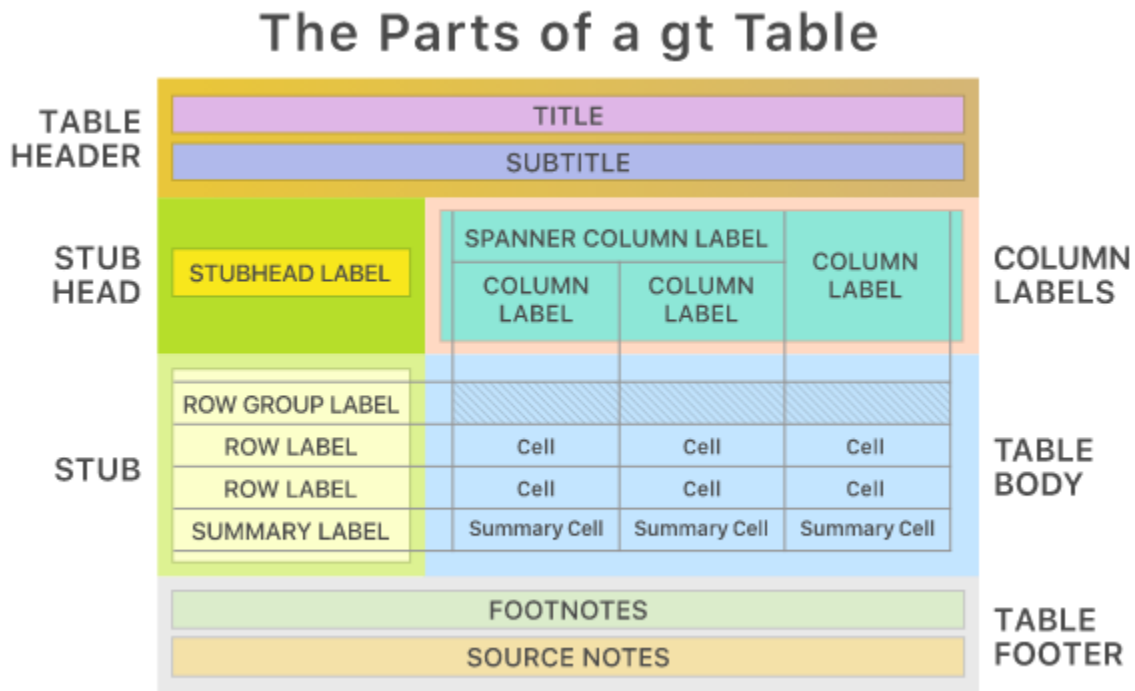 The Parts of a gt Table
TABLE
HEADER
TITLE
SUBTITLE
STUB
HEAD
STUBHEAD LABEL
SPANNER COLUMN LABEL
COLUMN
LABEL
COLUMN
LABEL
COLUMN
LABEL
COLUMN
LABELS
STUB
ROW GROUP LABEL
ROW LABEL Cell Cell Cell
ROW LABEL Cell Cell Cell
SUMMARY LABEL Summary Cell Summary Cell Summary Cell
TABLE
BODY
FOOTNOTES
SOURCE NOTES
TABLE
FOOTER